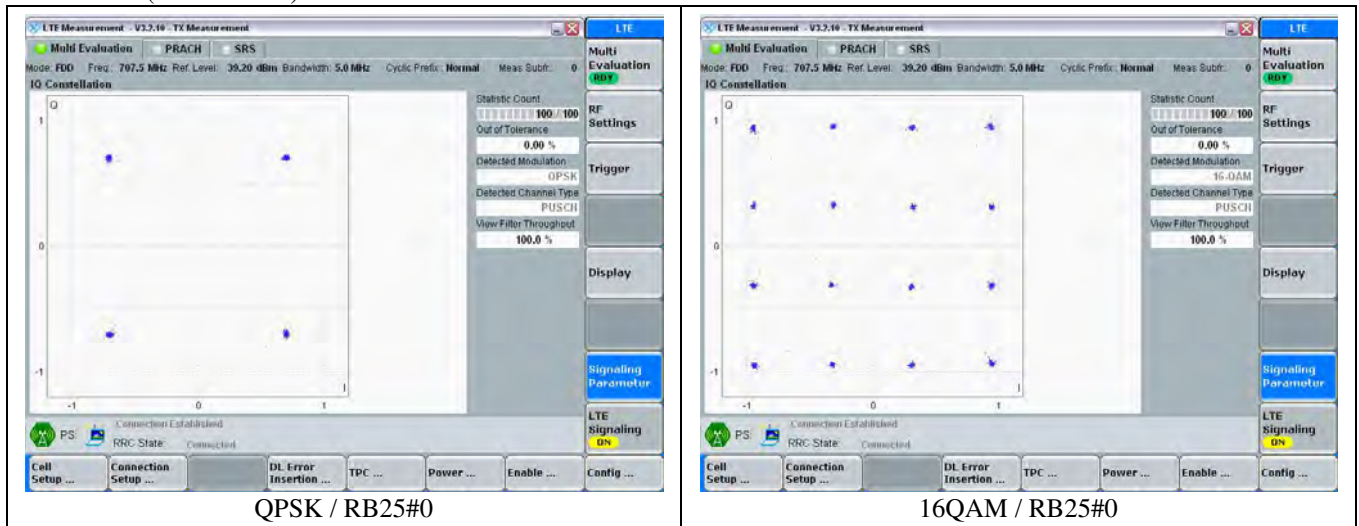 LTE Measurement - V3.2.10 - TX Measurement
LTE
Multi Evaluation PRACH SRS
Multi Evaluation
RDY
Mode: FDD Freq.: 707.5 MHz Ref. Level: 39.20 dBm Bandwidth: 5.0 MHz Cyclic Prefix: Normal Meas Subfr.: 0
IQ Constellation
Q
1
0
-1
-1 0 1
I
Statistic Count
100 / 100
Out of Tolerance
0.00 %
Detected Modulation
QPSK
Detected Channel Type
PUSCH
View Filter Throughput
100.0 %
RF Settings
Trigger
Display
Signaling Parameter
LTE Signaling
ON
PS: Connection Established
RRC State: Connected
Cell Setup ... Connection Setup ... DL Error Insertion ... TPC ... Power ... Enable ... Config ...
QPSK / RB25#0
LTE Measurement - V3.2.10 - TX Measurement
LTE
Multi Evaluation PRACH SRS
Multi Evaluation
RDY
Mode: FDD Freq.: 707.5 MHz Ref. Level: 39.20 dBm Bandwidth: 5.0 MHz Cyclic Prefix: Normal Meas Subfr.: 0
IQ Constellation
Q
1
0
-1
-1 0 1
I
Statistic Count
100 / 100
Out of Tolerance
0.00 %
Detected Modulation
16-QAM
Detected Channel Type
PUSCH
View Filter Throughput
100.0 %
RF Settings
Trigger
Display
Signaling Parameter
LTE Signaling
ON
PS: Connection Established
RRC State: Connected
Cell Setup ... Connection Setup ... DL Error Insertion ... TPC ... Power ... Enable ... Config ...
16QAM / RB25#0